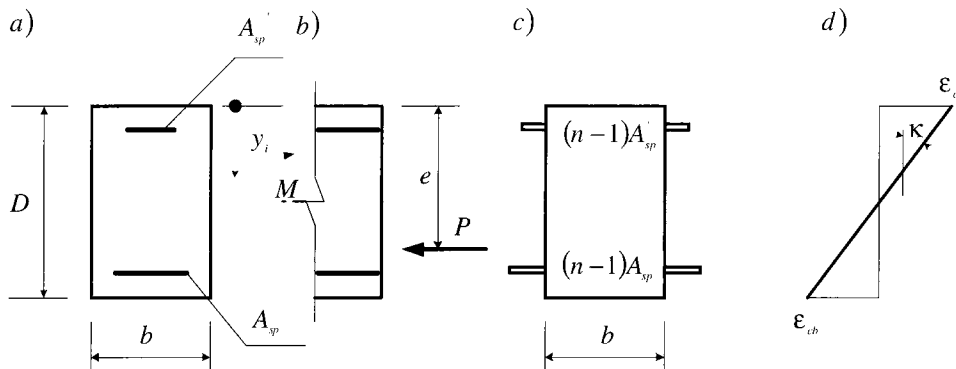 a)
A'sp
b)
c)
d)
D
yi
M
e
P
(n−1)A'sp
(n−1)Asp
κ
εc
εcb
Asp
b
b